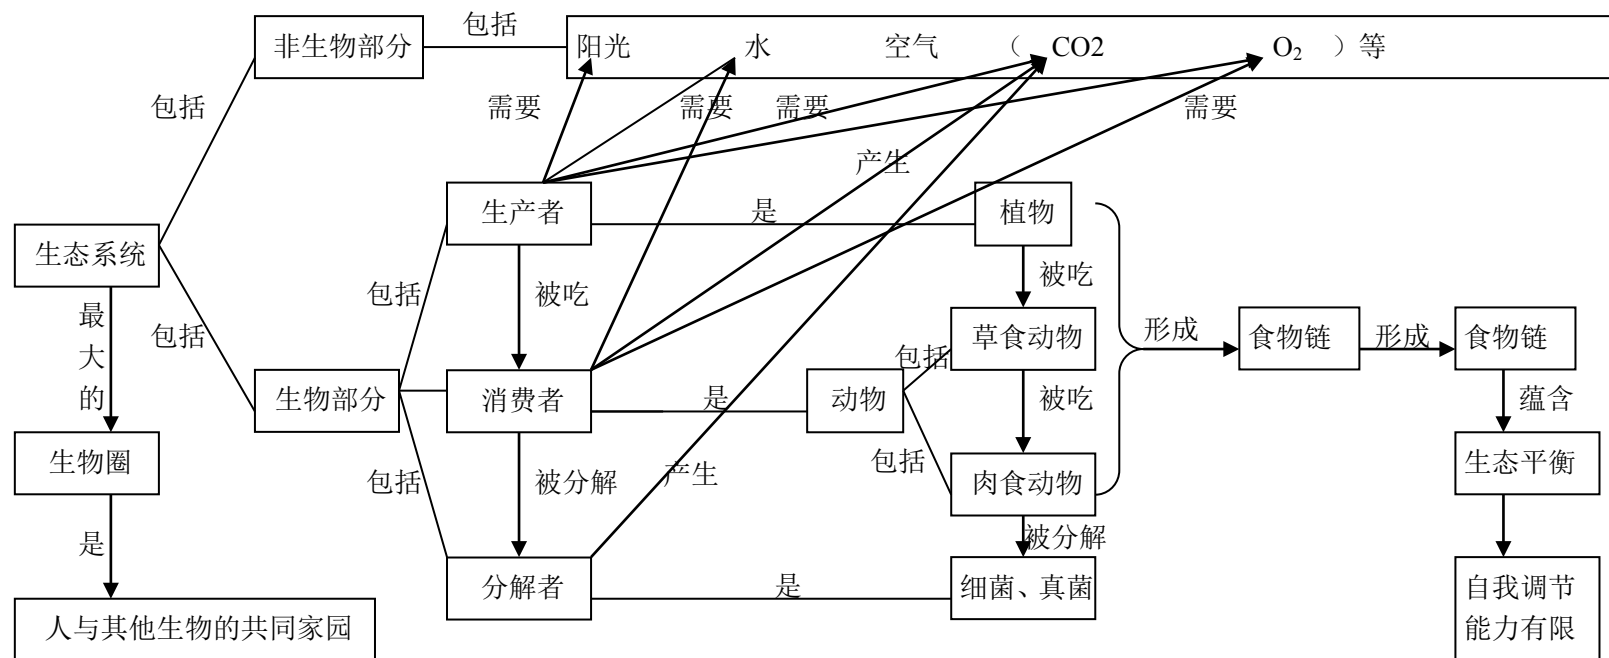 非生物部分
包括
阳光 水 空气 （ CO2 O₂ ）等
包括
需要
需要
需要
需要
产生
生产者
是
植物
生态系统
包括
被吃
被吃
最大的
包括
包括
草食动物
形成
食物链
形成
食物链
生物部分
消费者
是
动物
被吃
蕴含
生物圈
包括
被分解
产生
包括
肉食动物
生态平衡
是
被分解
分解者
是
细菌、真菌
自我调节
能力有限
人与其他生物的共同家园